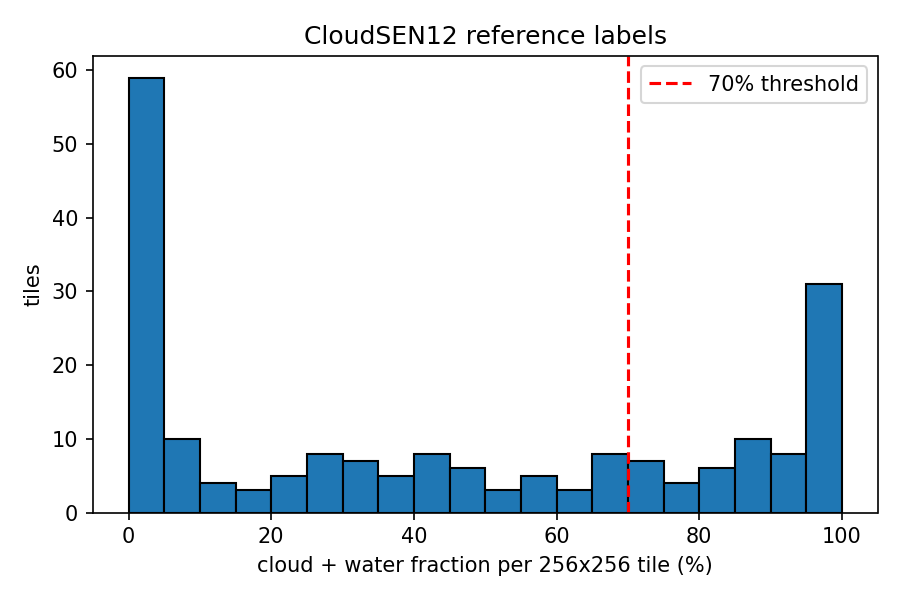 CloudSEN12 reference labels
70% threshold
60
50
40
30
20
10
0
tiles
0 20 40 60 80 100
cloud + water fraction per 256x256 tile (%)